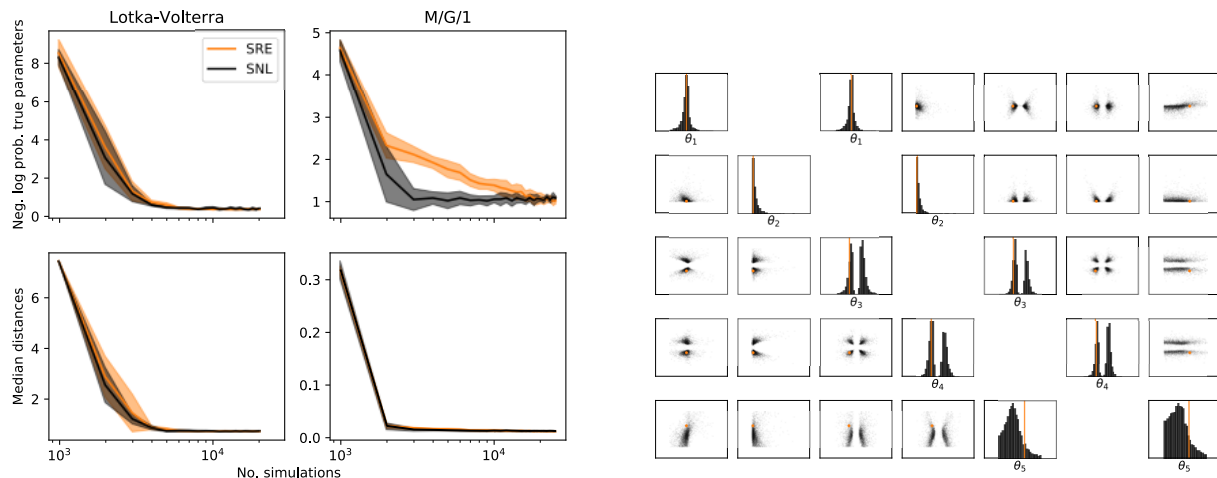 Lotka-Volterra
M/G/1
SRE
SNL
Neg. log prob. true parameters
8
6
4
2
0
5
4
3
2
1
Median distances
6
4
2
0.3
0.2
0.1
0.0
10³
10⁴
10³
10⁴
No. simulations
θ₁
θ₁
θ₂
θ₂
θ₃
θ₃
θ₄
θ₄
θ₅
θ₅